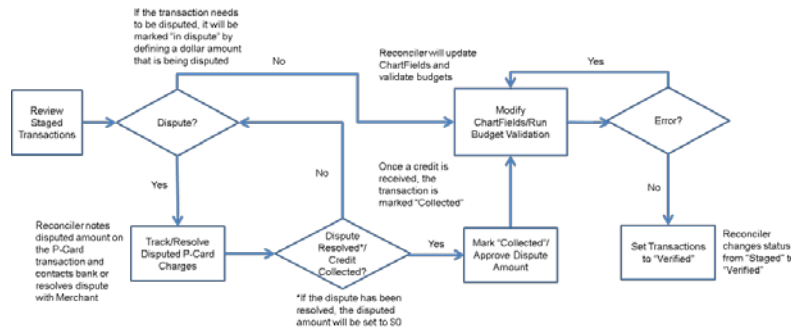 If the transaction needs
to be disputed, it will be
marked "in dispute" by
defining a dollar amount
that is being disputed
No
Reconciler will update
ChartFields and
validate budgets
Yes
Review
Staged
Transactions
Dispute?
Modify
ChartFields/Run
Budget Validation
Error?
Yes
No
Once a credit is
received, the
transaction is
marked "Collected"
No
Reconciler notes
disputed amount on
the P-Card
transaction and
contacts bank or
resolves dispute
with Merchant
Track/Resolve
Disputed P-Card
Charges
Dispute
Resolved*/
Credit
Collected?
Yes
Mark "Collected"/
Approve Dispute
Amount
Set Transactions
to "Verified"
Reconciler
changes status
from "Staged" to
"Verified"
*If the dispute has been
resolved, the disputed
amount will be set to $0